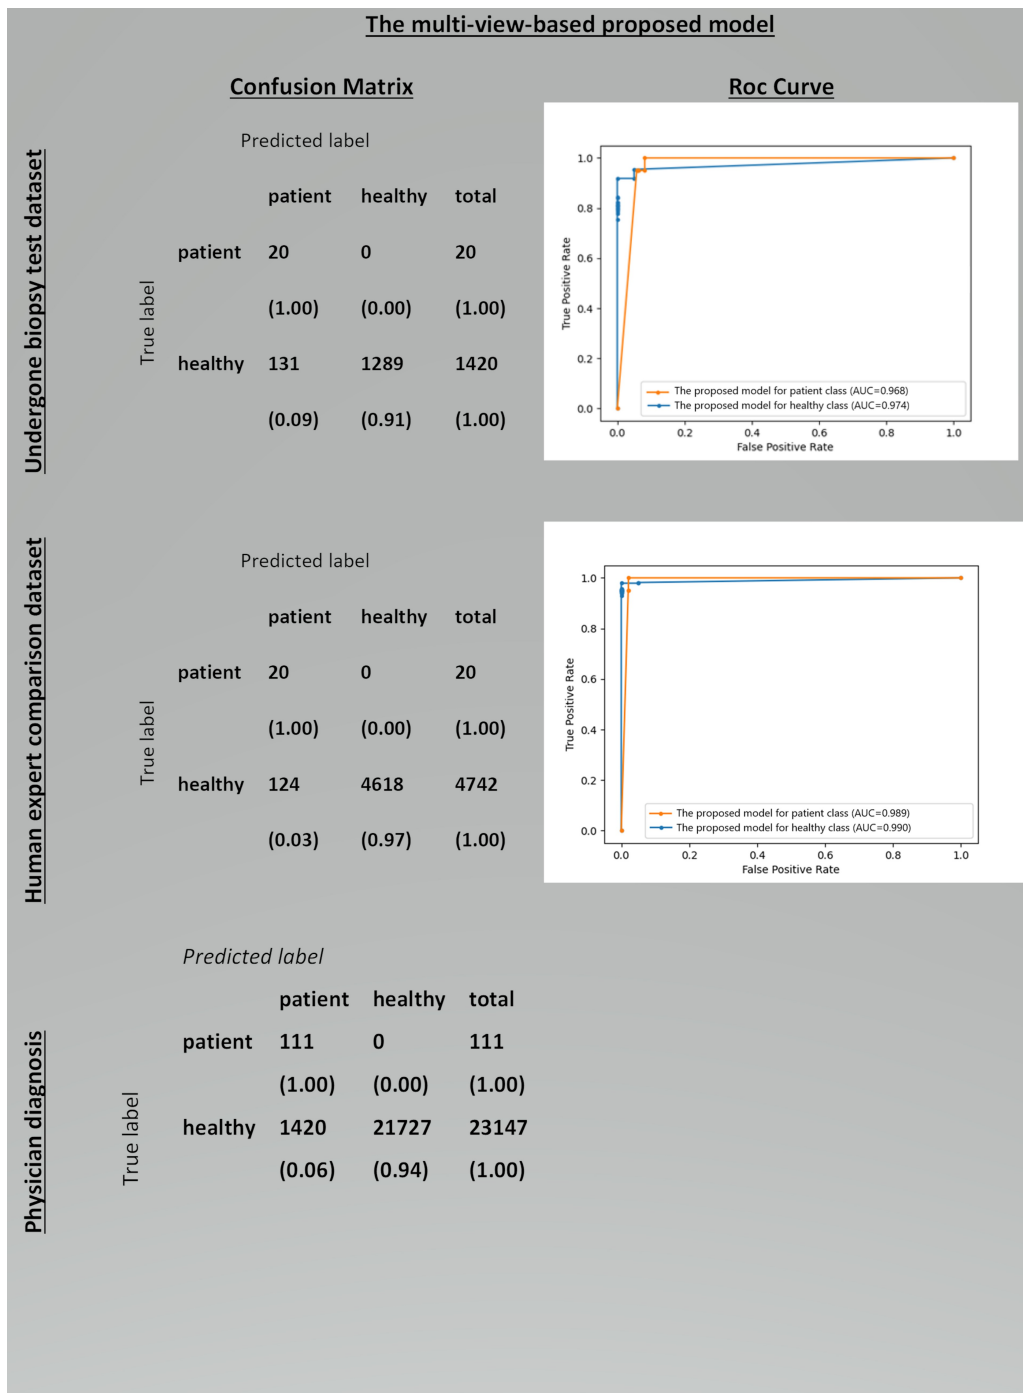 The multi-view-based proposed model
Confusion Matrix
Roc Curve
Undergone biopsy test dataset
Predicted label
True label
patient healthy total
patient 20 0 20
(1.00) (0.00) (1.00)
healthy 131 1289 1420
(0.09) (0.91) (1.00)
True Positive Rate
1.0
0.8
0.6
0.4
0.2
0.0
The proposed model for patient class (AUC=0.968)
The proposed model for healthy class (AUC=0.974)
0.0 0.2 0.4 0.6 0.8 1.0
False Positive Rate
Human expert comparison dataset
Predicted label
True label
patient healthy total
patient 20 0 20
(1.00) (0.00) (1.00)
healthy 124 4618 4742
(0.03) (0.97) (1.00)
True Positive Rate
1.0
0.8
0.6
0.4
0.2
0.0
The proposed model for patient class (AUC=0.989)
The proposed model for healthy class (AUC=0.990)
0.0 0.2 0.4 0.6 0.8 1.0
False Positive Rate
Physician diagnosis
Predicted label
True label
patient healthy total
patient 111 0 111
(1.00) (0.00) (1.00)
healthy 1420 21727 23147
(0.06) (0.94) (1.00)